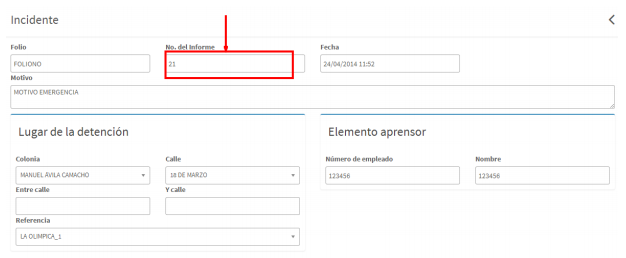 Incidente
Folio No. del Informe Fecha
FOLIONO 21 24/04/2014 11:52
Motivo
MOTIVO EMERGENCIA
Lugar de la detención Elemento aprensor
Colonia Calle Número de empleado Nombre
MANUEL AVILA CAMACHO 18 DE MARZO 123456 123456
Entre calle Y calle
Referencia
LA OLIMPICA_1